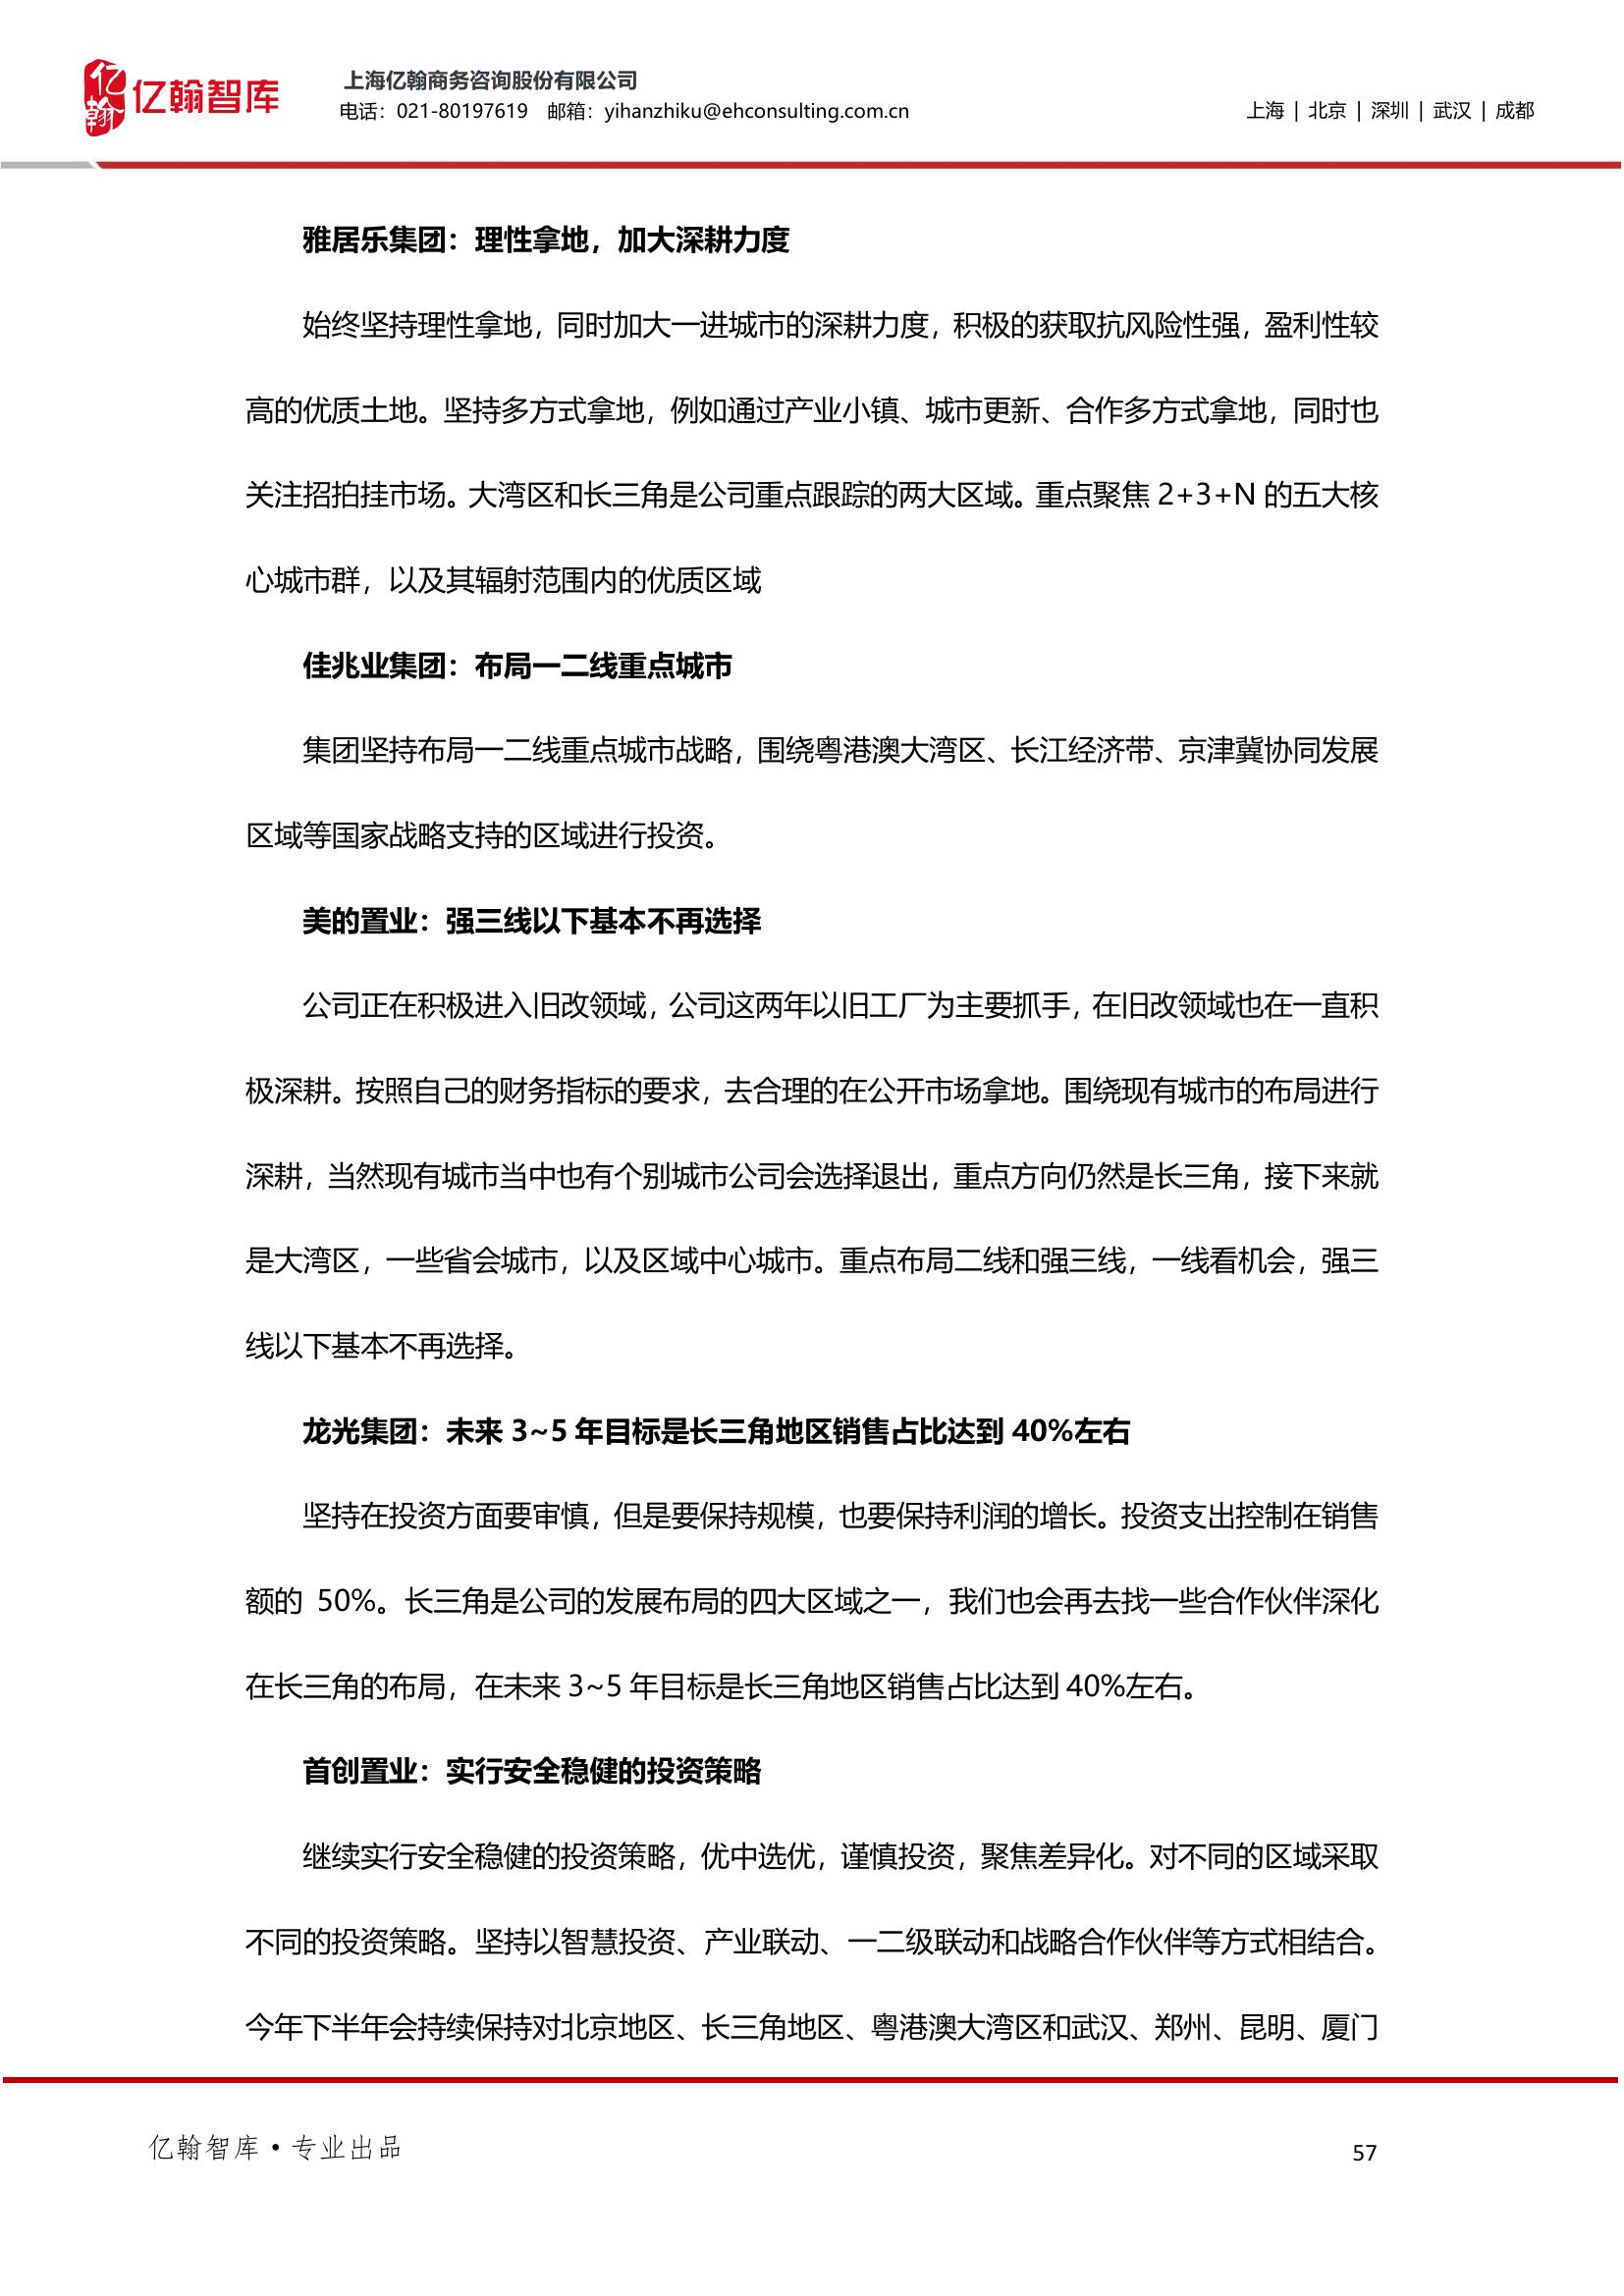 亿翰
亿翰智库
上海亿翰商务咨询股份有限公司
电话：021-80197619 邮箱：yihanzhiku@ehconsulting.com.cn
上海 | 北京 | 深圳 | 武汉 | 成都
雅居乐集团：理性拿地，加大深耕力度
始终坚持理性拿地，同时加大一进城市的深耕力度，积极的获取抗风险性强，盈利性较
高的优质土地。坚持多方式拿地，例如通过产业小镇、城市更新、合作多方式拿地，同时也
关注招拍挂市场。大湾区和长三角是公司重点跟踪的两大区域。重点聚焦 2+3+N 的五大核
心城市群，以及其辐射范围内的优质区域
佳兆业集团：布局一二线重点城市
集团坚持布局一二线重点城市战略，围绕粤港澳大湾区、长江经济带、京津冀协同发展
区域等国家战略支持的区域进行投资。
美的置业：强三线以下基本不再选择
公司正在积极进入旧改领域，公司这两年以旧工厂为主要抓手，在旧改领域也在一直积
极深耕。按照自己的财务指标的要求，去合理的在公开市场拿地。围绕现有城市的布局进行
深耕，当然现有城市当中也有个别城市公司会选择退出，重点方向仍然是长三角，接下来就
是大湾区，一些省会城市，以及区域中心城市。重点布局二线和强三线，一线看机会，强三
线以下基本不再选择。
龙光集团：未来 3~5 年目标是长三角地区销售占比达到 40%左右
坚持在投资方面要审慎，但是要保持规模，也要保持利润的增长。投资支出控制在销售
额的 50%。长三角是公司的发展布局的四大区域之一，我们也会再去找一些合作伙伴深化
在长三角的布局，在未来 3~5 年目标是长三角地区销售占比达到 40%左右。
首创置业：实行安全稳健的投资策略
继续实行安全稳健的投资策略，优中选优，谨慎投资，聚焦差异化。对不同的区域采取
不同的投资策略。坚持以智慧投资、产业联动、一二级联动和战略合作伙伴等方式相结合。
今年下半年会持续保持对北京地区、长三角地区、粤港澳大湾区和武汉、郑州、昆明、厦门
亿翰智库·专业出品
57